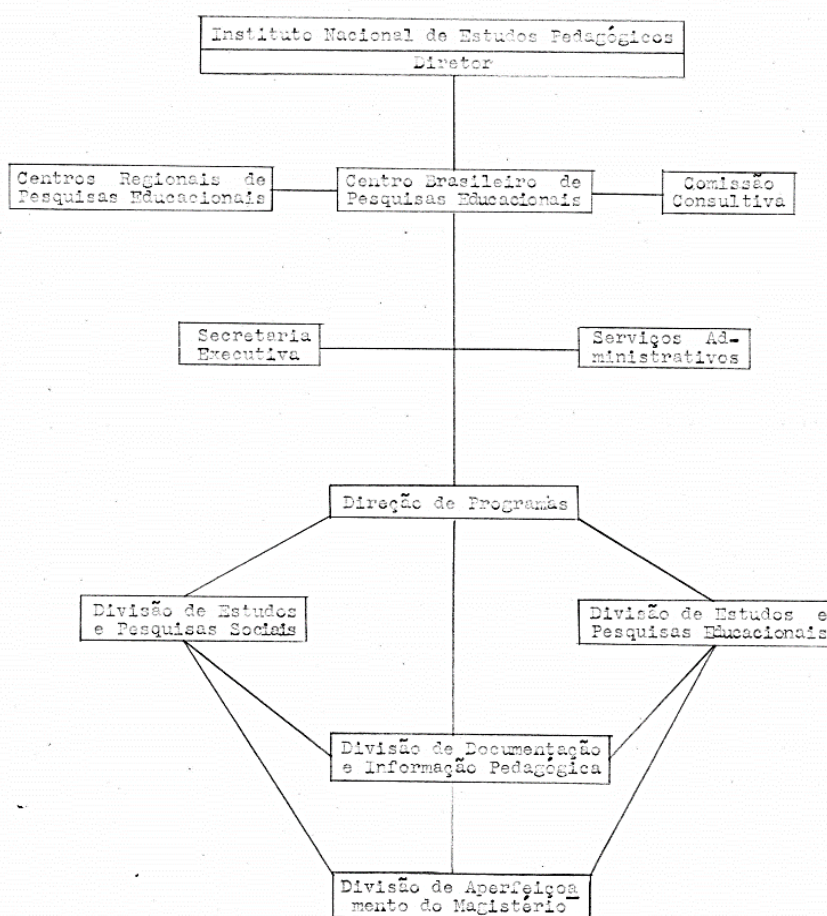 Instituto Nacional de Estudos Pedagógicos
Diretor
Centros Regionais de
Pesquisas Educacionais
Centro Brasileiro de
Pesquisas Educacionais
Comissão
Consultiva
Secretaria
Executiva
Serviços Ad-
ministrativos
Direção de Programas
Divisão de Estudos
e Pesquisas Sociais
Divisão de Estudos e
Pesquisas Educacionais
Divisão de Documentação
e Informação Pedagógica
Divisão de Aperfeiçoa
mento do Magistério